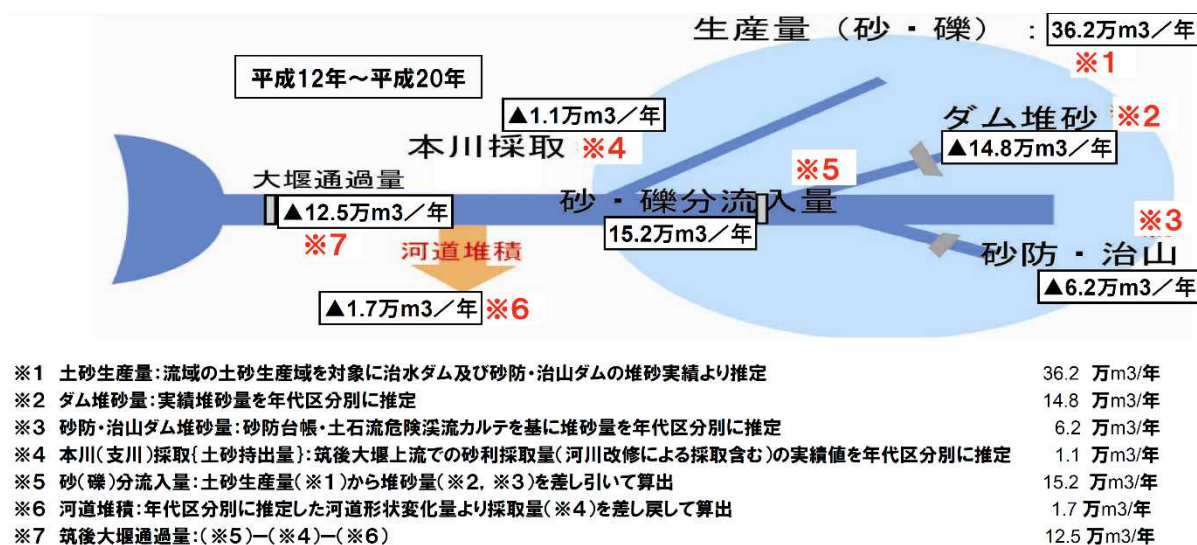 生産量（砂・礫）：36.2万m3／年
※1
平成12年～平成20年
ダム堆砂 ※2
▲1.1万m3／年
本川採取 ※4
▲14.8万m3／年
※5
大堰通過量
砂・礫分流入量
▲12.5万m3／年
15.2万m3／年
※7
河道堆積
※3
砂防・治山
▲6.2万m3／年
▲1.7万m3／年 ※6
※1 土砂生産量：流域の土砂生産域を対象に治水ダム及び砂防・治山ダムの堆砂実績より推定 36.2 万m3/年
※2 ダム堆砂量：実績堆砂量を年代区分別に推定 14.8 万m3/年
※3 砂防・治山ダム堆砂量：砂防台帳・土石流危険渓流カルテを基に堆砂量を年代区分別に推定 6.2 万m3/年
※4 本川(支川)採取{土砂持出量}：筑後大堰上流での砂利採取量(河川改修による採取含む)の実績値を年代区分別に推定 1.1 万m3/年
※5 砂(礫)分流入量：土砂生産量(※1)から堆砂量(※2, ※3)を差し引いて算出 15.2 万m3/年
※6 河道堆積：年代区分別に推定した河道形状変化量より採取量(※4)を差し戻して算出 1.7 万m3/年
※7 筑後大堰通過量：(※5)ー(※4)ー(※6) 12.5 万m3/年